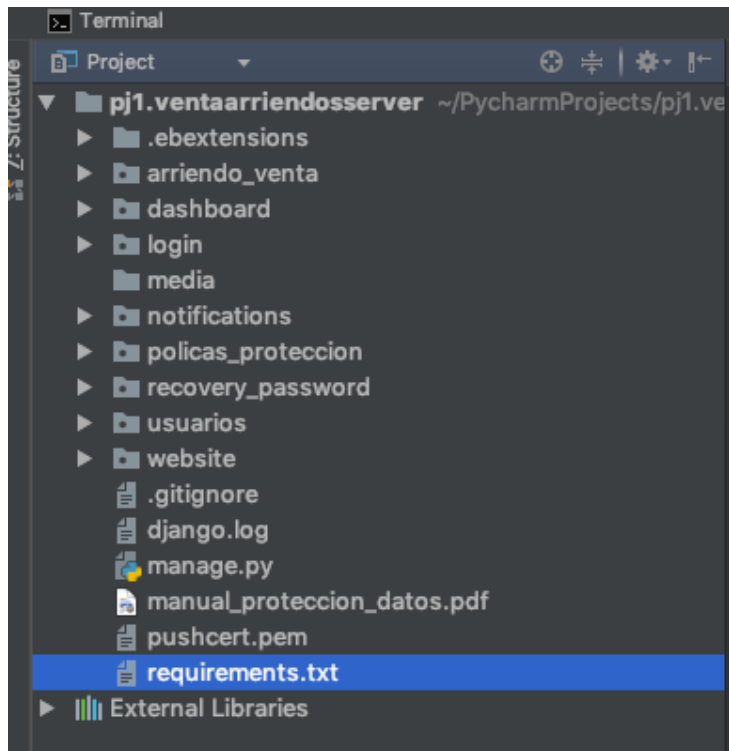 Terminal
Project
Z: Structure
pj1.ventaarriendosserver ~/PycharmProjects/pj1.ve
.ebextensions
arriendo_venta
dashboard
login
media
notifications
policas_proteccion
recovery_password
usuarios
website
.gitignore
django.log
manage.py
manual_proteccion_datos.pdf
pushcert.pem
requirements.txt
External Libraries